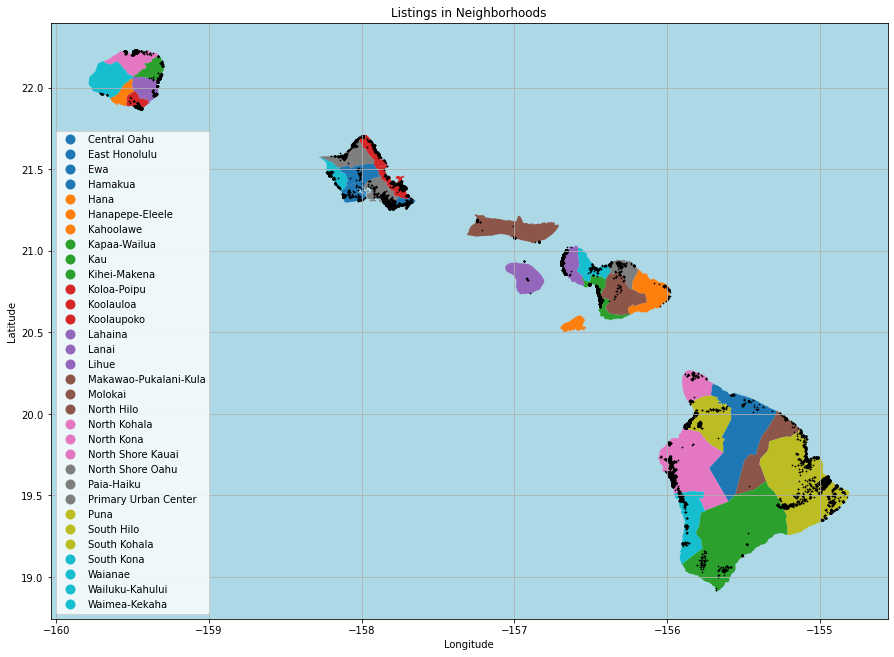 Listings in Neighborhoods
22.0
21.5
21.0
20.5
20.0
19.5
19.0
Latitude
Central Oahu
East Honolulu
Ewa
Hamakua
Hana
Hanapepe-Eleele
Kahoolawe
Kapaa-Wailua
Kau
Kihei-Makena
Koloa-Poipu
Koolauloa
Koolaupoko
Lahaina
Lanai
Lihue
Makawao-Pukalani-Kula
Molokai
North Hilo
North Kohala
North Kona
North Shore Kauai
North Shore Oahu
Paia-Haiku
Primary Urban Center
Puna
South Hilo
South Kohala
South Kona
Waianae
Wailuku-Kahului
Waimea-Kekaha
−160 −159 −158 −157 −156 −155
Longitude